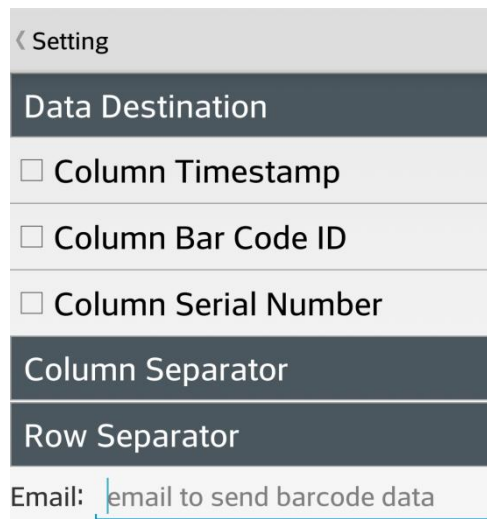 Setting
Data Destination
Column Timestamp
Column Bar Code ID
Column Serial Number
Column Separator
Row Separator
Email: email to send barcode data